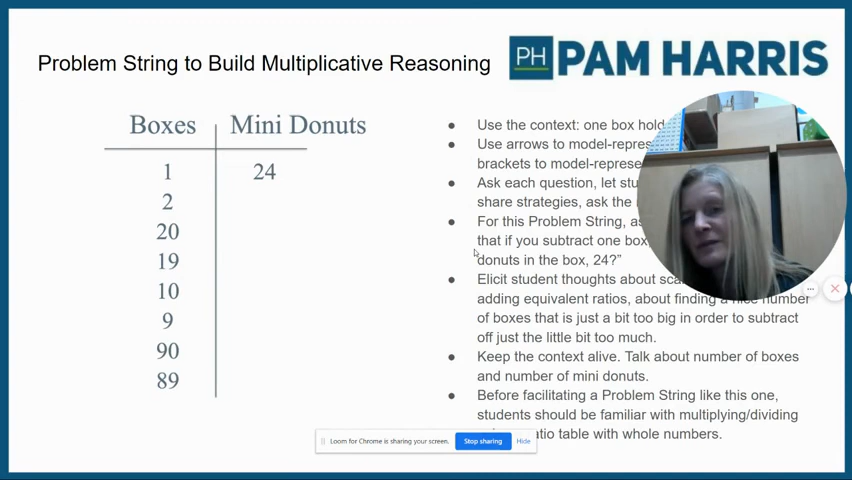 Problem String to Build Multiplicative Reasoning
PH PAM HARRIS
Boxes Mini Donuts
1 24
2
20
19
10
9
90
89
Use the context: one box hold
Use arrows to model-repres
brackets to model-represe
Ask each question, let stu
share strategies, ask the
For this Problem String, as
that if you subtract one box,
donuts in the box, 24?”
Elicit student thoughts about sca
adding equivalent ratios, about finding a nice number
of boxes that is just a bit too big in order to subtract
off just the little bit too much.
Keep the context alive. Talk about number of boxes
and number of mini donuts.
Before facilitating a Problem String like this one,
students should be familiar with multiplying/dividing
atio table with whole numbers.
Loom for Chrome is sharing your screen. Stop sharing Hide